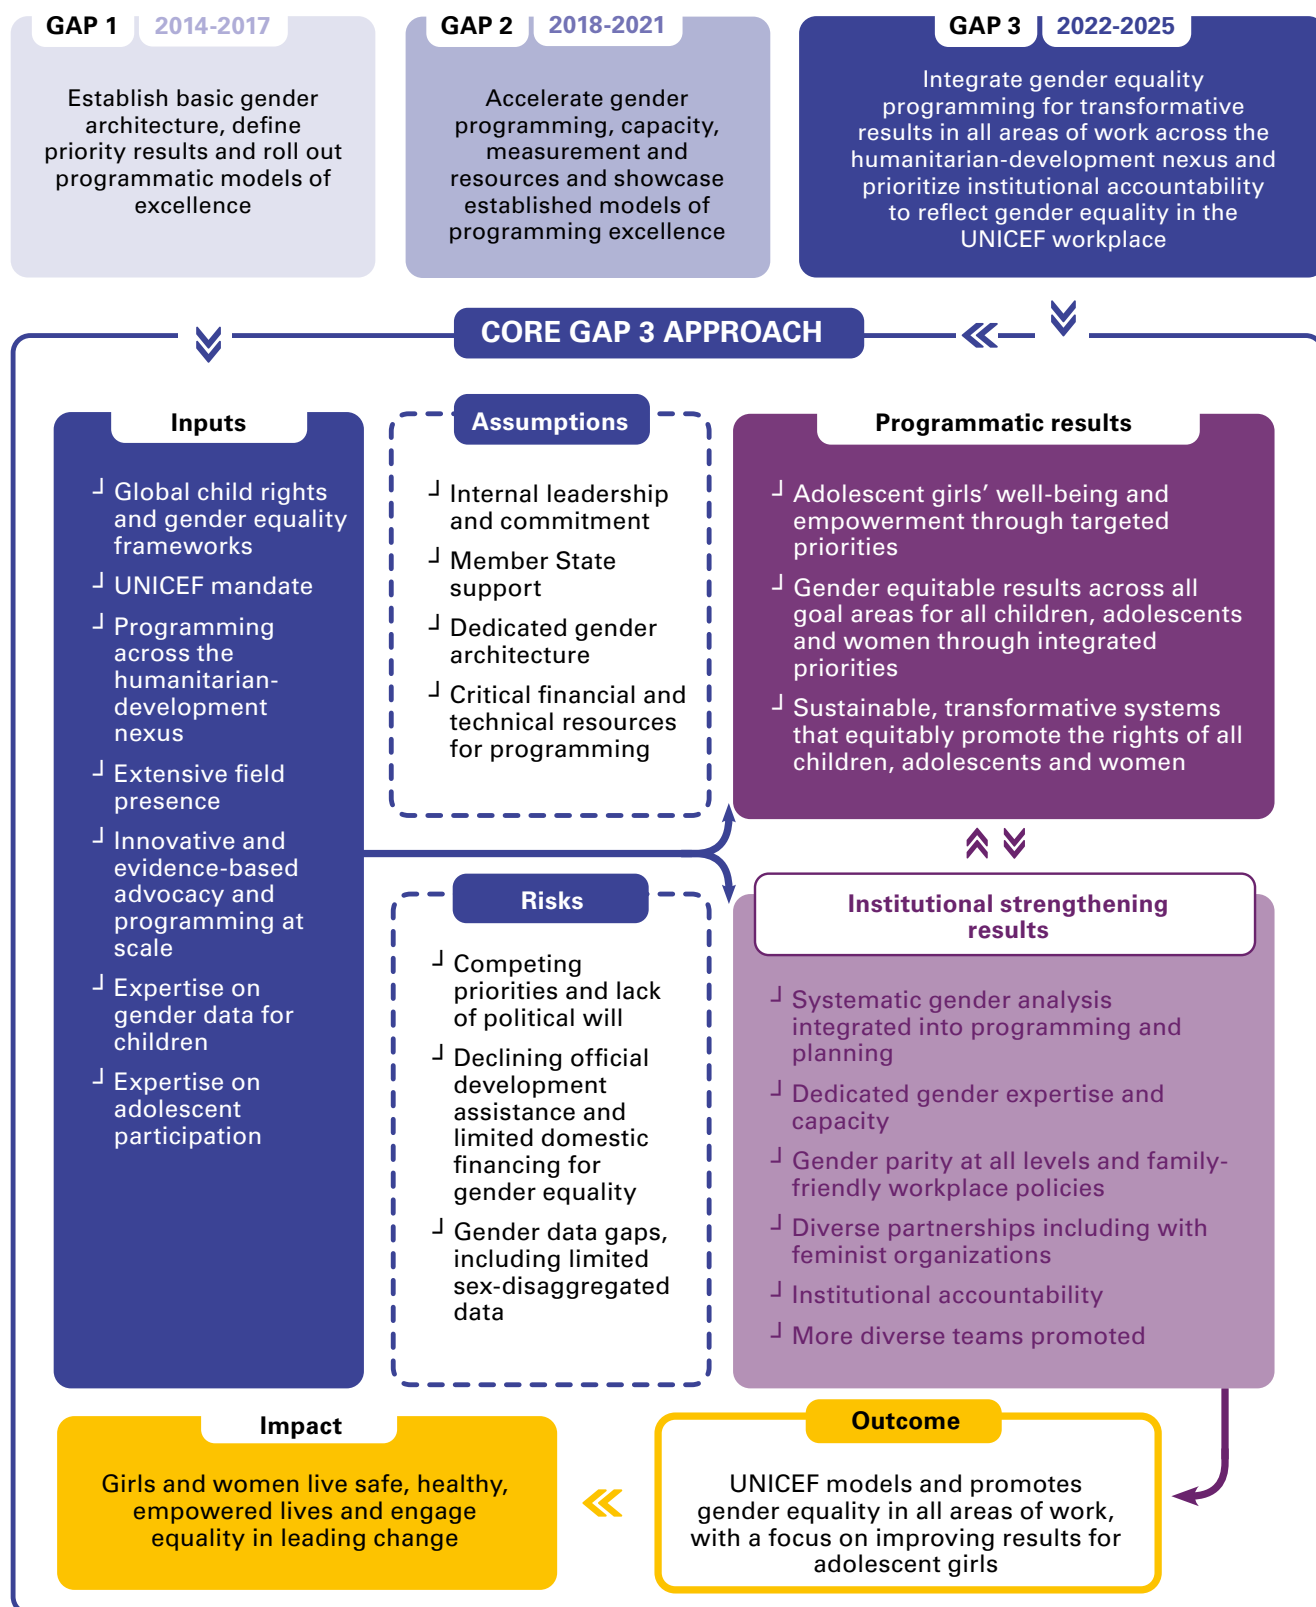 GAP 1
2014-2017
Establish basic gender
architecture, define
priority results and roll out
programmatic models of
excellence
GAP 2
2018-2021
Accelerate gender
programming, capacity,
measurement and
resources and showcase
established models of
programming excellence
GAP 3
2022-2025
Integrate gender equality
programming for transformative
results in all areas of work across the
humanitarian-development nexus and
prioritize institutional accountability
to reflect gender equality in the
UNICEF workplace
CORE GAP 3 APPROACH
Inputs
Global child rights
and gender equality
frameworks
UNICEF mandate
Programming
across the
humanitarian-
development
nexus
Extensive field
presence
Innovative and
evidence-based
advocacy and
programming at
scale
Expertise on
gender data for
children
Expertise on
adolescent
participation
Assumptions
Internal leadership
and commitment
Member State
support
Dedicated gender
architecture
Critical financial and
technical resources
for programming
Risks
Competing
priorities and lack
of political will
Declining official
development
assistance and
limited domestic
financing for
gender equality
Gender data gaps,
including limited
sex-disaggregated
data
Programmatic results
Adolescent girls’ well-being and
empowerment through targeted
priorities
Gender equitable results across all
goal areas for all children, adolescents
and women through integrated
priorities
Sustainable, transformative systems
that equitably promote the rights of all
children, adolescents and women
Institutional strengthening
results
Systematic gender analysis
integrated into programming and
planning
Dedicated gender expertise and
capacity
Gender parity at all levels and family-
friendly workplace policies
Diverse partnerships including with
feminist organizations
Institutional accountability
More diverse teams promoted
Impact
Girls and women live safe, healthy,
empowered lives and engage
equality in leading change
Outcome
UNICEF models and promotes
gender equality in all areas of work,
with a focus on improving results for
adolescent girls